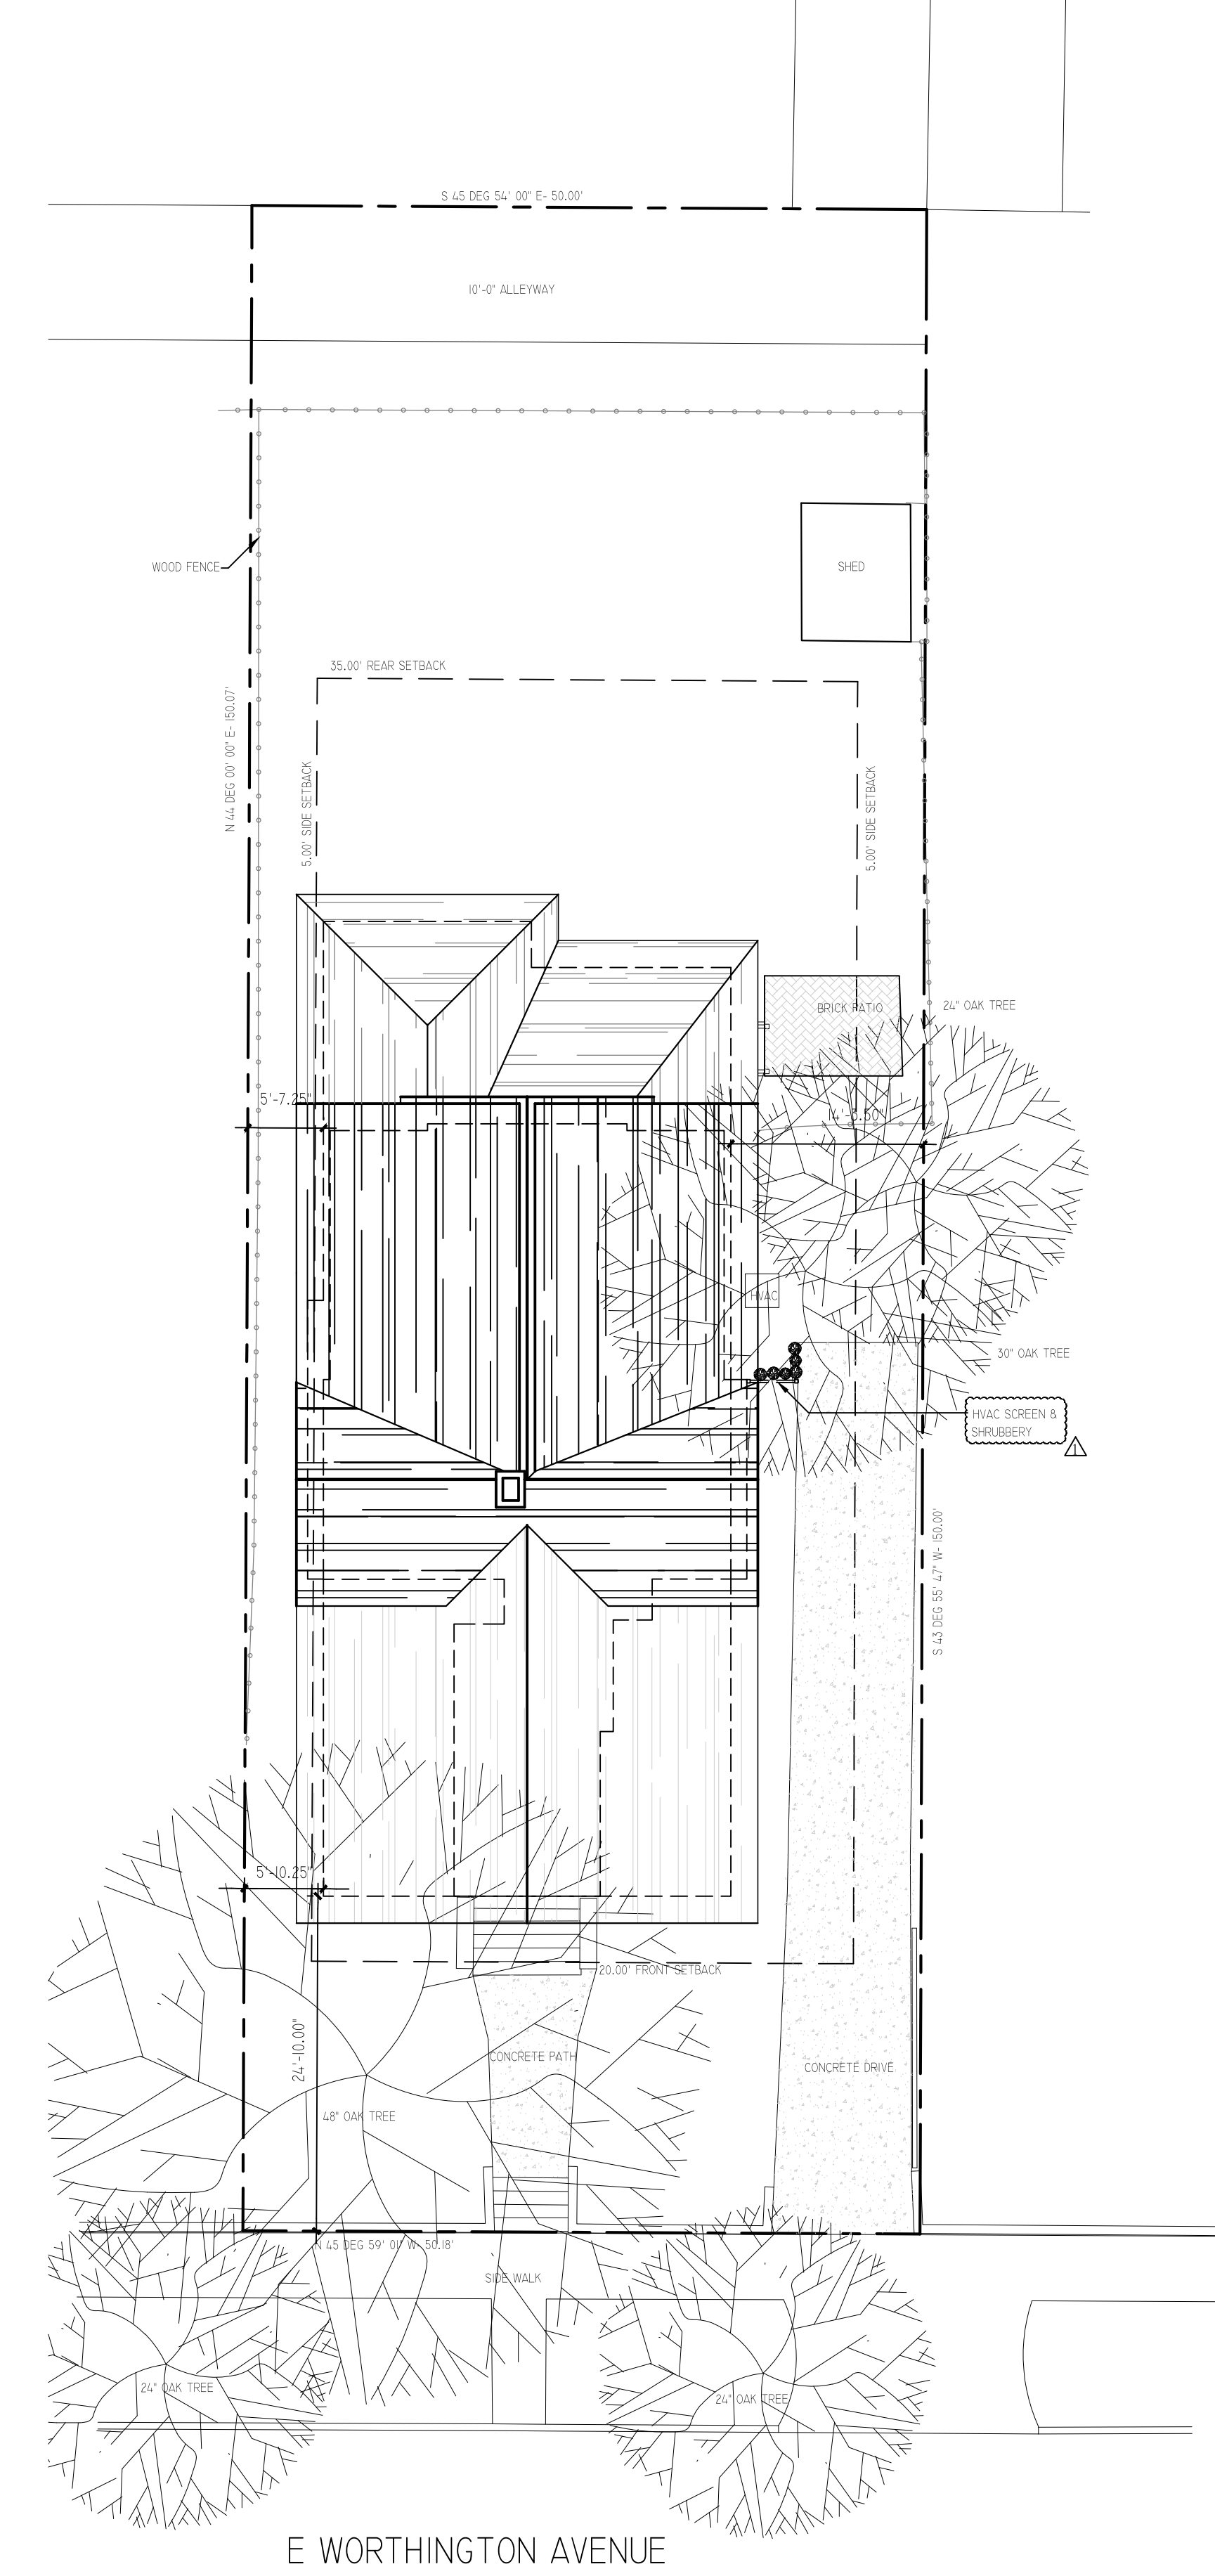 S 45 DEG 54' 00" E- 50.00'
10'-0" ALLEYWAY
WOOD FENCE
SHED
35.00' REAR SETBACK
N 44 DEG 00' 00" E- 150.07'
5.00' SIDE SETBACK
5.00' SIDE SETBACK
BRICK PATIO
24" OAK TREE
5'-7.25"
14'-3.50"
HVAC
30" OAK TREE
HVAC SCREEN &
SHRUBBERY
1
S 43 DEG 55' 47" W- 150.00'
5'-10.25"
20.00' FRONT SETBACK
24'-10.00"
CONCRETE PATH
CONCRETE DRIVE
48" OAK TREE
N 45 DEG 59' 01" W- 50.18'
SIDE WALK
24" OAK TREE
24" OAK TREE
E WORTHINGTON AVENUE